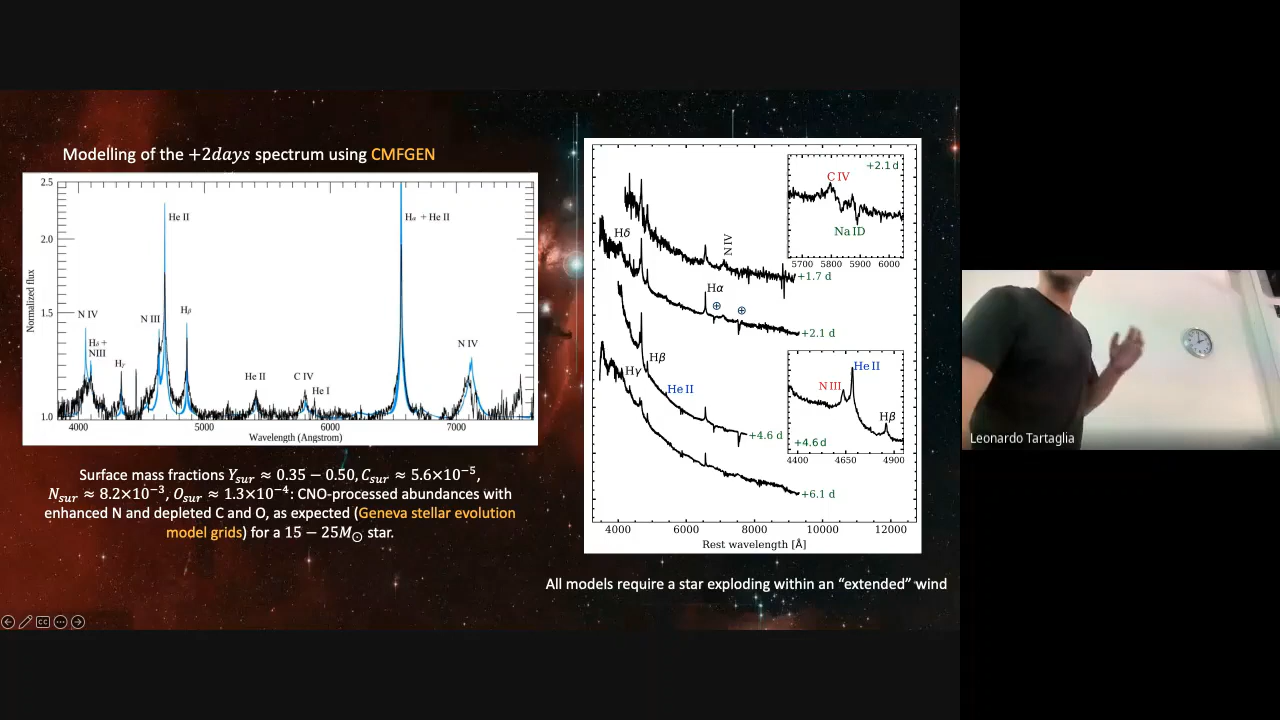 Modelling of the +2days spectrum using CMFGEN
2.5
2.0
1.5
1.0
Normalized flux
He II
Hα + He II
N IV
Hδ +
NIII
Hγ
N III
Hβ
He II
C IV
He I
N IV
4000
5000
6000
7000
Wavelength (Angstrom)
Surface mass fractions Y_sur ≈ 0.35 − 0.50, C_sur ≈ 5.6×10⁻⁵,
N_sur ≈ 8.2×10⁻³, O_sur ≈ 1.3×10⁻⁴: CNO-processed abundances with
enhanced N and depleted C and O, as expected (Geneva stellar evolution
model grids) for a 15 − 25M⊙ star.
+2.1 d
C IV
Na ID
5700 5800 5900 6000
Hδ
N IV
+1.7 d
Hα
⊕
⊕
+2.1 d
Hβ
Hγ
He II
+4.6 d
+6.1 d
He II
N III
Hβ
+4.6 d
4400 4650 4900
4000 6000 8000 10000 12000
Rest wavelength [Å]
All models require a star exploding within an “extended” wind
CC
Leonardo Tartaglia